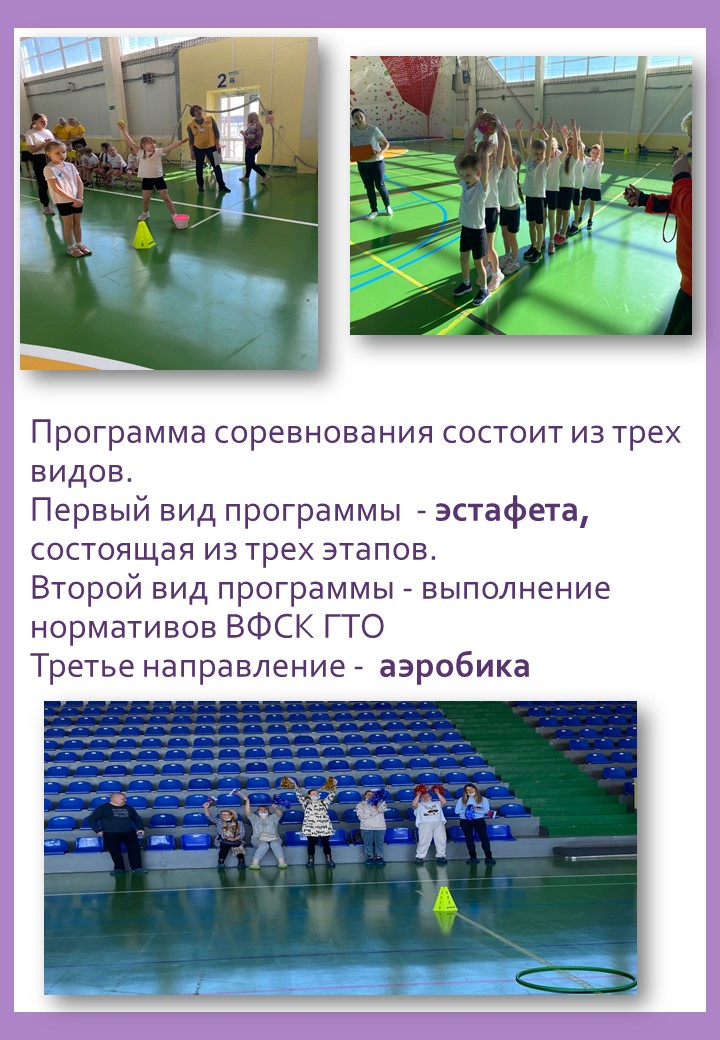 2
Программа соревнования состоит из трех
видов.
Первый вид программы - эстафета,
состоящая из трех этапов.
Второй вид программы - выполнение
нормативов ВФСК ГТО
Третье направление - аэробика